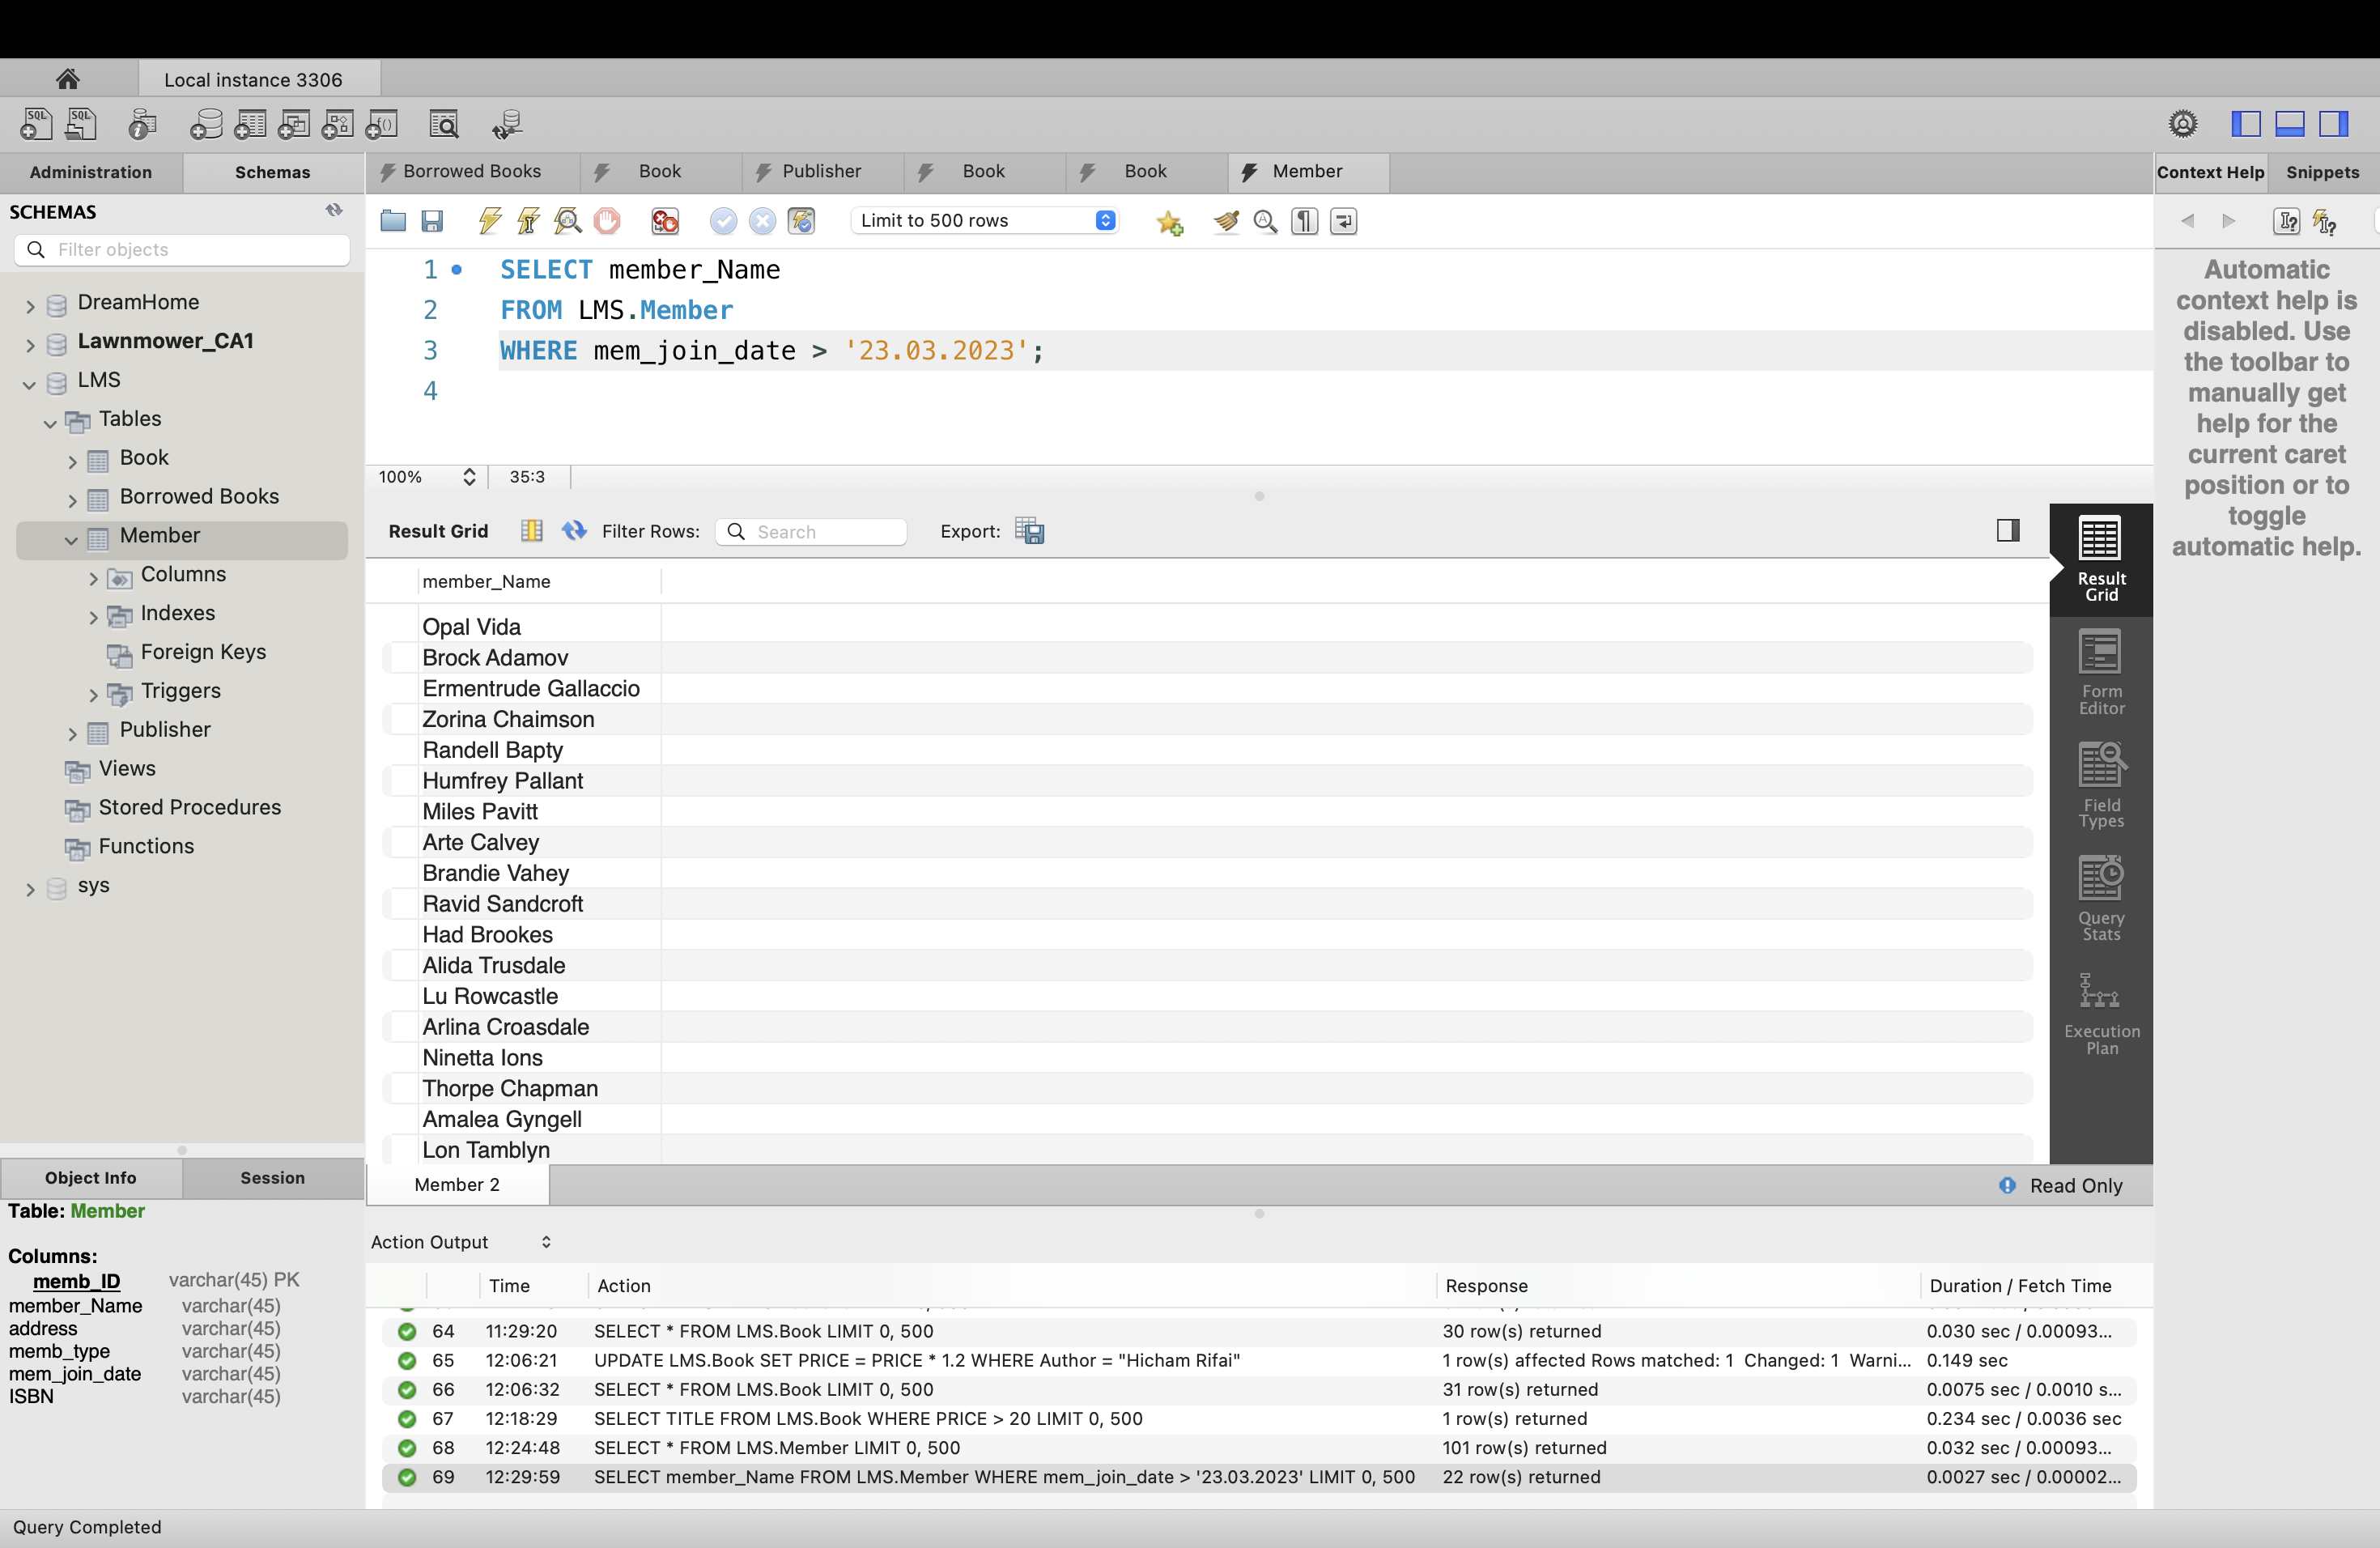 Local instance 3306
Administration
Schemas
Borrowed Books
Book
Publisher
Book
Book
Member
Context Help
Snippets
SCHEMAS
Filter objects
Limit to 500 rows
DreamHome
Lawnmower_CA1
LMS
Tables
Book
Borrowed Books
Member
Columns
Indexes
Foreign Keys
Triggers
Publisher
Views
Stored Procedures
Functions
sys
1 SELECT member_Name
2 FROM LMS.Member
3 WHERE mem_join_date > '23.03.2023';
4
100%
35:3
Automatic
context help is
disabled. Use
the toolbar to
manually get
help for the
current caret
position or to
toggle
automatic help.
Result Grid
Filter Rows:
Search
Export:
member_Name
Opal Vida
Brock Adamov
Ermentrude Gallaccio
Zorina Chaimson
Randell Bapty
Humfrey Pallant
Miles Pavitt
Arte Calvey
Brandie Vahey
Ravid Sandcroft
Had Brookes
Alida Trusdale
Lu Rowcastle
Arlina Croasdale
Ninetta Ions
Thorpe Chapman
Amalea Gyngell
Lon Tamblyn
Result
Grid
Form
Editor
Field
Types
Query
Stats
Execution
Plan
Member 2
Read Only
Object Info
Session
Table: Member
Columns:
memb_ID varchar(45) PK
member_Name varchar(45)
address varchar(45)
memb_type varchar(45)
mem_join_date varchar(45)
ISBN varchar(45)
Action Output
Time Action Response Duration / Fetch Time
64 11:29:20 SELECT * FROM LMS.Book LIMIT 0, 500 30 row(s) returned 0.030 sec / 0.00093...
65 12:06:21 UPDATE LMS.Book SET PRICE = PRICE * 1.2 WHERE Author = "Hicham Rifai" 1 row(s) affected Rows matched: 1 Changed: 1 Warni... 0.149 sec
66 12:06:32 SELECT * FROM LMS.Book LIMIT 0, 500 31 row(s) returned 0.0075 sec / 0.0010 s...
67 12:18:29 SELECT TITLE FROM LMS.Book WHERE PRICE > 20 LIMIT 0, 500 1 row(s) returned 0.234 sec / 0.0036 sec
68 12:24:48 SELECT * FROM LMS.Member LIMIT 0, 500 101 row(s) returned 0.032 sec / 0.00093...
69 12:29:59 SELECT member_Name FROM LMS.Member WHERE mem_join_date > '23.03.2023' LIMIT 0, 500 22 row(s) returned 0.0027 sec / 0.00002...
Query Completed